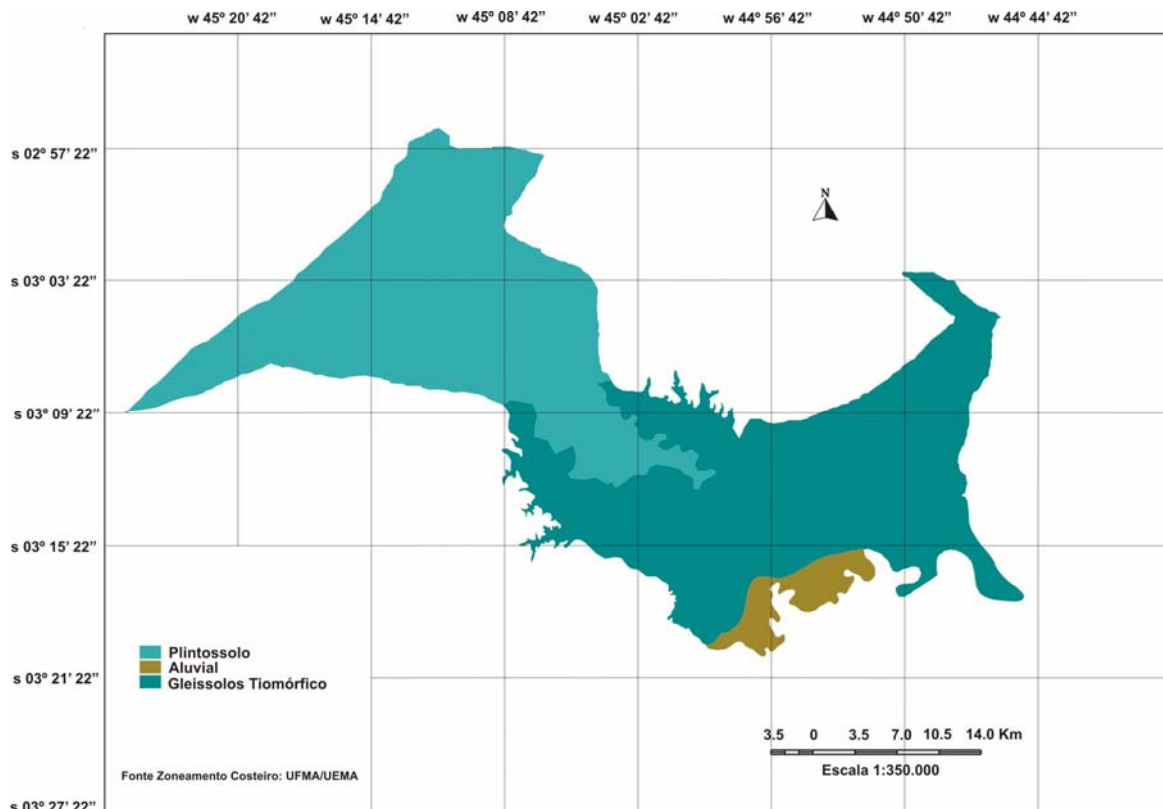 w 45º 20' 42'' w 45º 14' 42'' w 45º 08' 42'' w 45º 02' 42'' w 44º 56' 42'' w 44º 50' 42'' w 44º 44' 42''
s 02º 57' 22''
N
s 03º 03' 22''
s 03º 09' 22''
s 03º 15' 22''
Plintossolo
Aluvial
s 03º 21' 22''
Gleissolos Tiomórfico
3.5 0 3.5 7.0 10.5 14.0 Km
Escala 1:350.000
Fonte Zoneamento Costeiro: UFMA/UEMA
s 03º 27' 22''